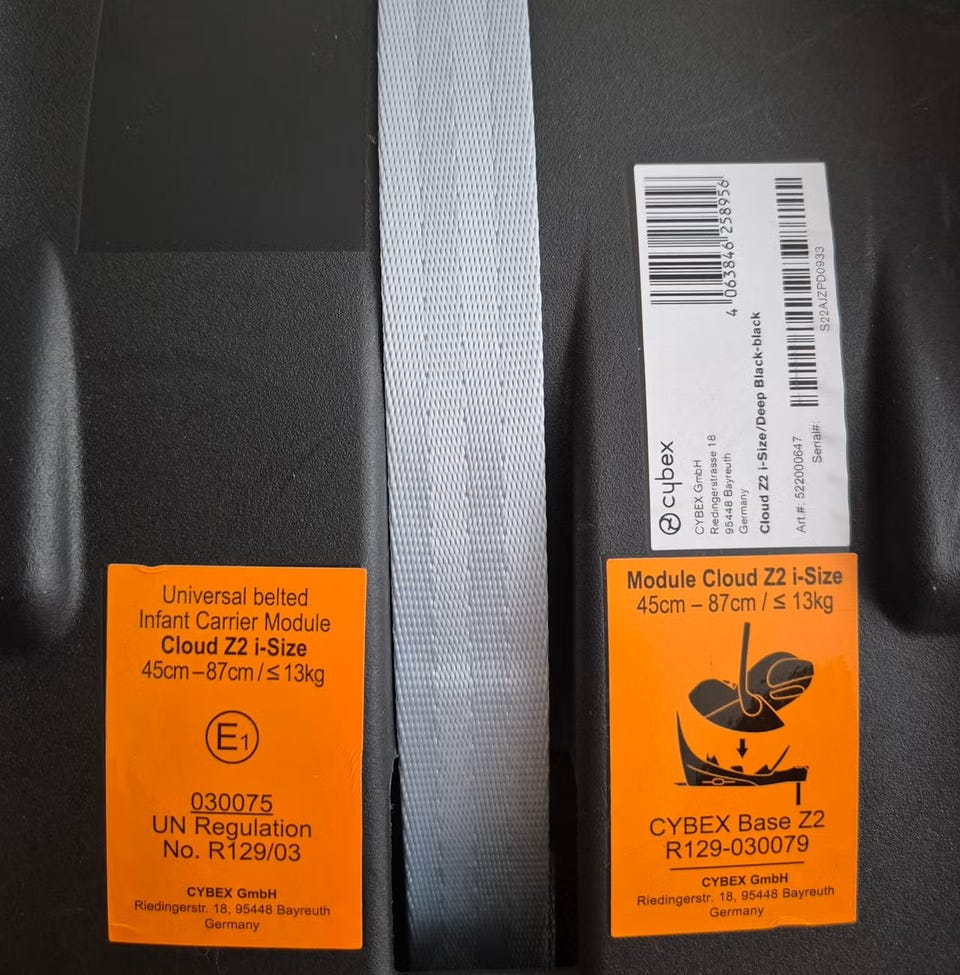 Universal belted
Infant Carrier Module
Cloud Z2 i-Size
45cm – 87cm / ≤ 13kg
E1
030075
UN Regulation
No. R129/03
CYBEX GmbH
Riedingerstr. 18, 95448 Bayreuth
Germany
4 063846 258956
cybex
CYBEX GmbH
Riedingerstrasse 18
95448 Bayreuth
Germany
Cloud Z2 i-Size/Deep Black-black
Art.#: 522000647
Serial#:
S22AIZPD0933
Module Cloud Z2 i-Size
45cm – 87cm / ≤ 13kg
CYBEX Base Z2
R129-030079
CYBEX GmbH
Riedingerstr. 18, 95448 Bayreuth
Germany